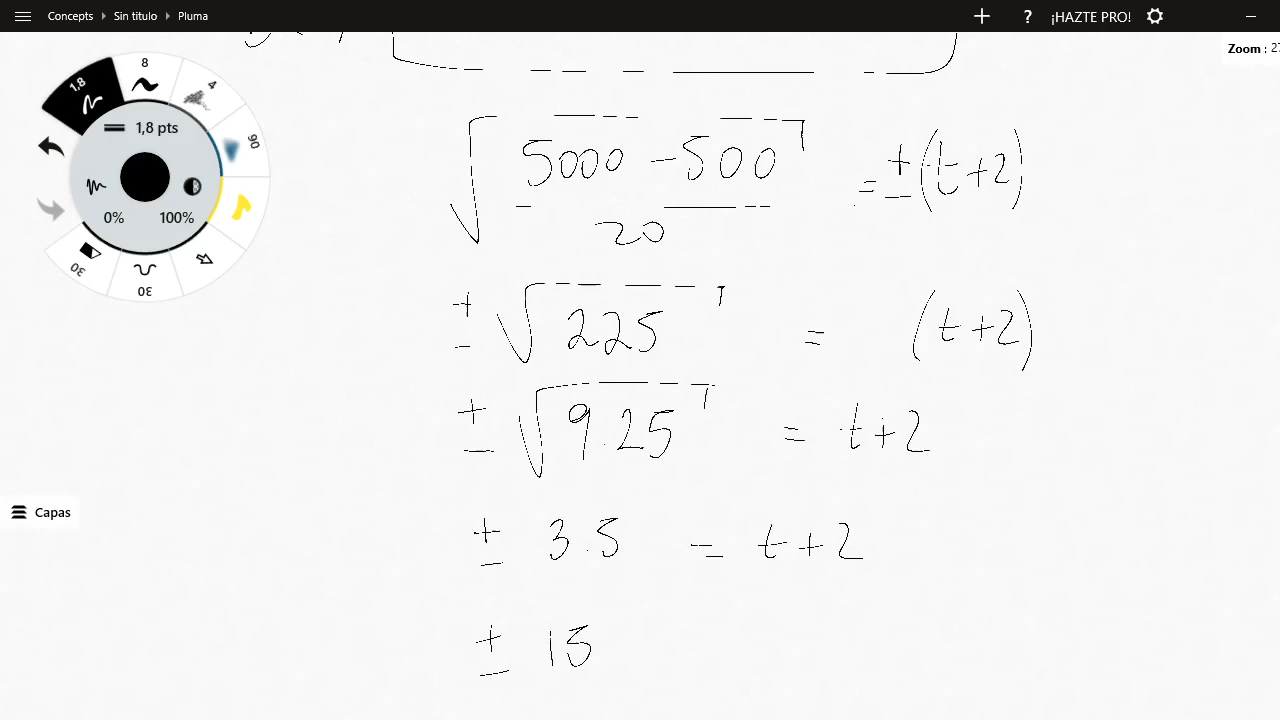 Concepts ▸ Sin título ▸ Pluma + ? ¡HAZTE PRO! −
Zoom : 2
8
1,8
4
1,8 pts
90
0% 100%
30
30
√((5000 − 500)/20) = ±(t+2)
± √225 = (t+2)
± √9.25 = t+2
± 3.5 = t+2
Capas
± 15